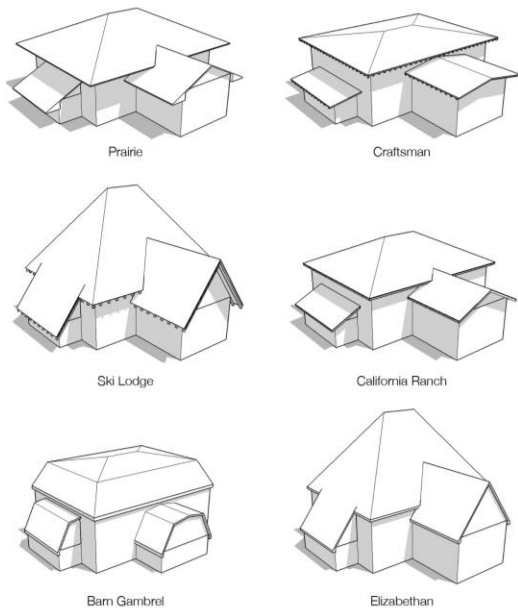 Prairie
Craftsman
Ski Lodge
California Ranch
Barn Gambrel
Elizabethan